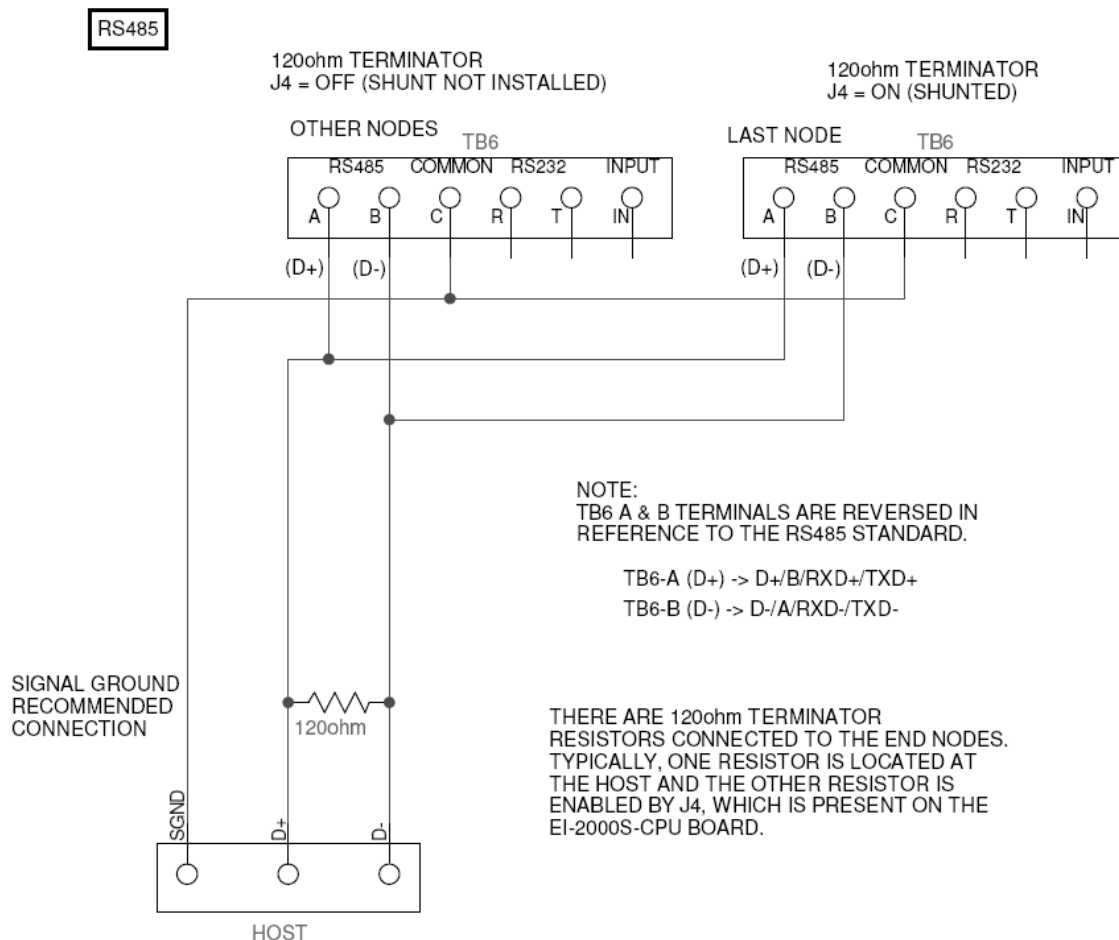 RS485
120ohm TERMINATOR
J4 = OFF (SHUNT NOT INSTALLED)
120ohm TERMINATOR
J4 = ON (SHUNTED)
OTHER NODES
TB6
RS485 COMMON RS232 INPUT
A B C R T IN
(D+) (D-)
LAST NODE
TB6
RS485 COMMON RS232 INPUT
A B C R T IN
(D+) (D-)
NOTE:
TB6 A & B TERMINALS ARE REVERSED IN
REFERENCE TO THE RS485 STANDARD.
TB6-A (D+) -> D+/B/RXD+/TXD+
TB6-B (D-) -> D-/A/RXD-/TXD-
SIGNAL GROUND
RECOMMENDED
CONNECTION
120ohm
THERE ARE 120ohm TERMINATOR
RESISTORS CONNECTED TO THE END NODES.
TYPICALLY, ONE RESISTOR IS LOCATED AT
THE HOST AND THE OTHER RESISTOR IS
ENABLED BY J4, WHICH IS PRESENT ON THE
EI-2000S-CPU BOARD.
SGND
D+
D-
HOST